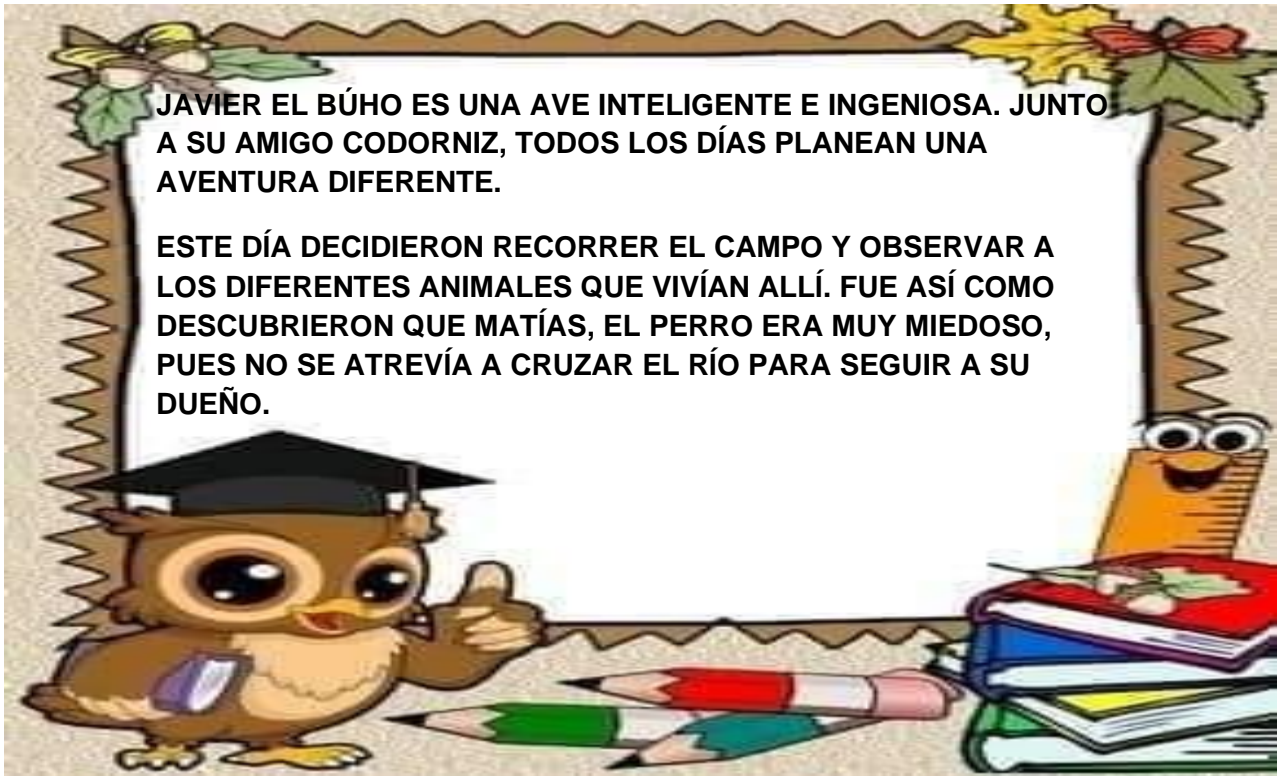 JAVIER EL BÚHO ES UNA AVE INTELIGENTE E INGENIOSA. JUNTO
A SU AMIGO CODORNIZ, TODOS LOS DÍAS PLANEAN UNA
AVENTURA DIFERENTE.
ESTE DÍA DECIDIERON RECORRER EL CAMPO Y OBSERVAR A
LOS DIFERENTES ANIMALES QUE VIVÍAN ALLÍ. FUE ASÍ COMO
DESCUBRIERON QUE MATÍAS, EL PERRO ERA MUY MIEDOSO,
PUES NO SE ATREVÍA A CRUZAR EL RÍO PARA SEGUIR A SU
DUEÑO.